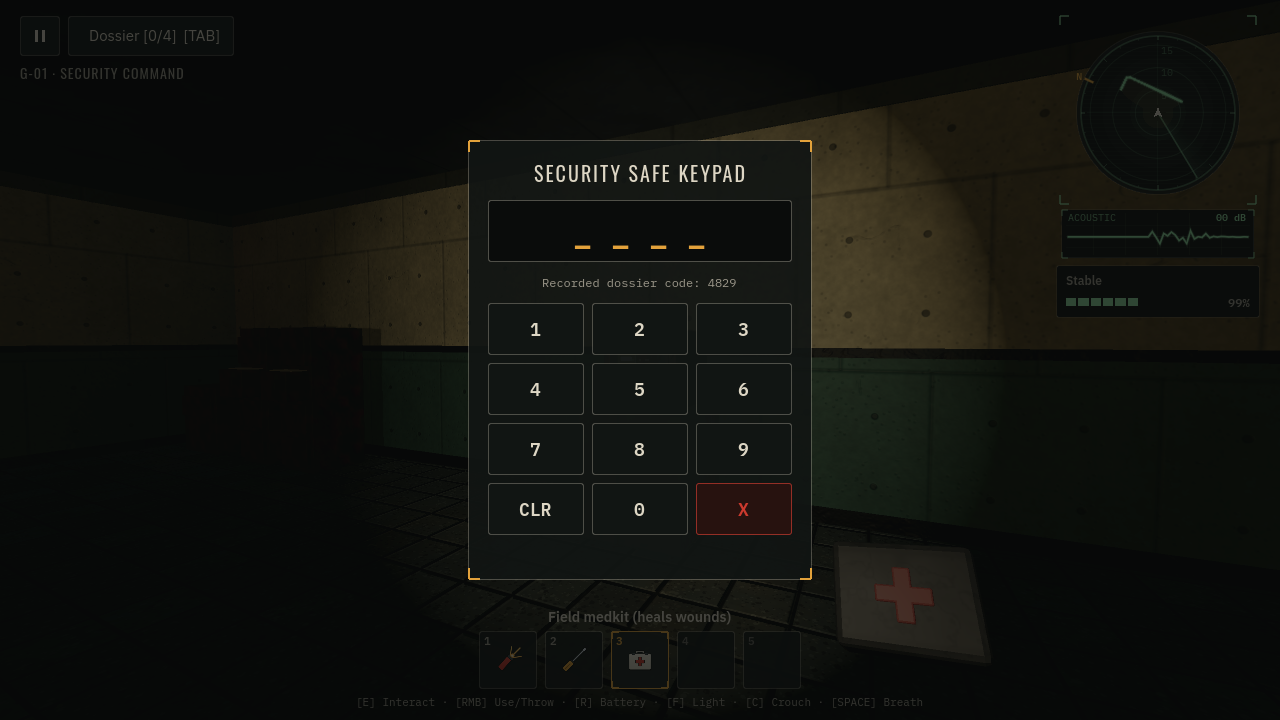 Dossier [0/4] [TAB]
G-01 · SECURITY COMMAND
N
15
10
ACOUSTIC 00 dB
Stable
99%
SECURITY SAFE KEYPAD
_ _ _ _
Recorded dossier code: 4829
1 2 3
4 5 6
7 8 9
CLR 0 X
Field medkit (heals wounds)
1 2 3 4 5
[E] Interact · [RMB] Use/Throw · [R] Battery · [F] Light · [C] Crouch · [SPACE] Breath